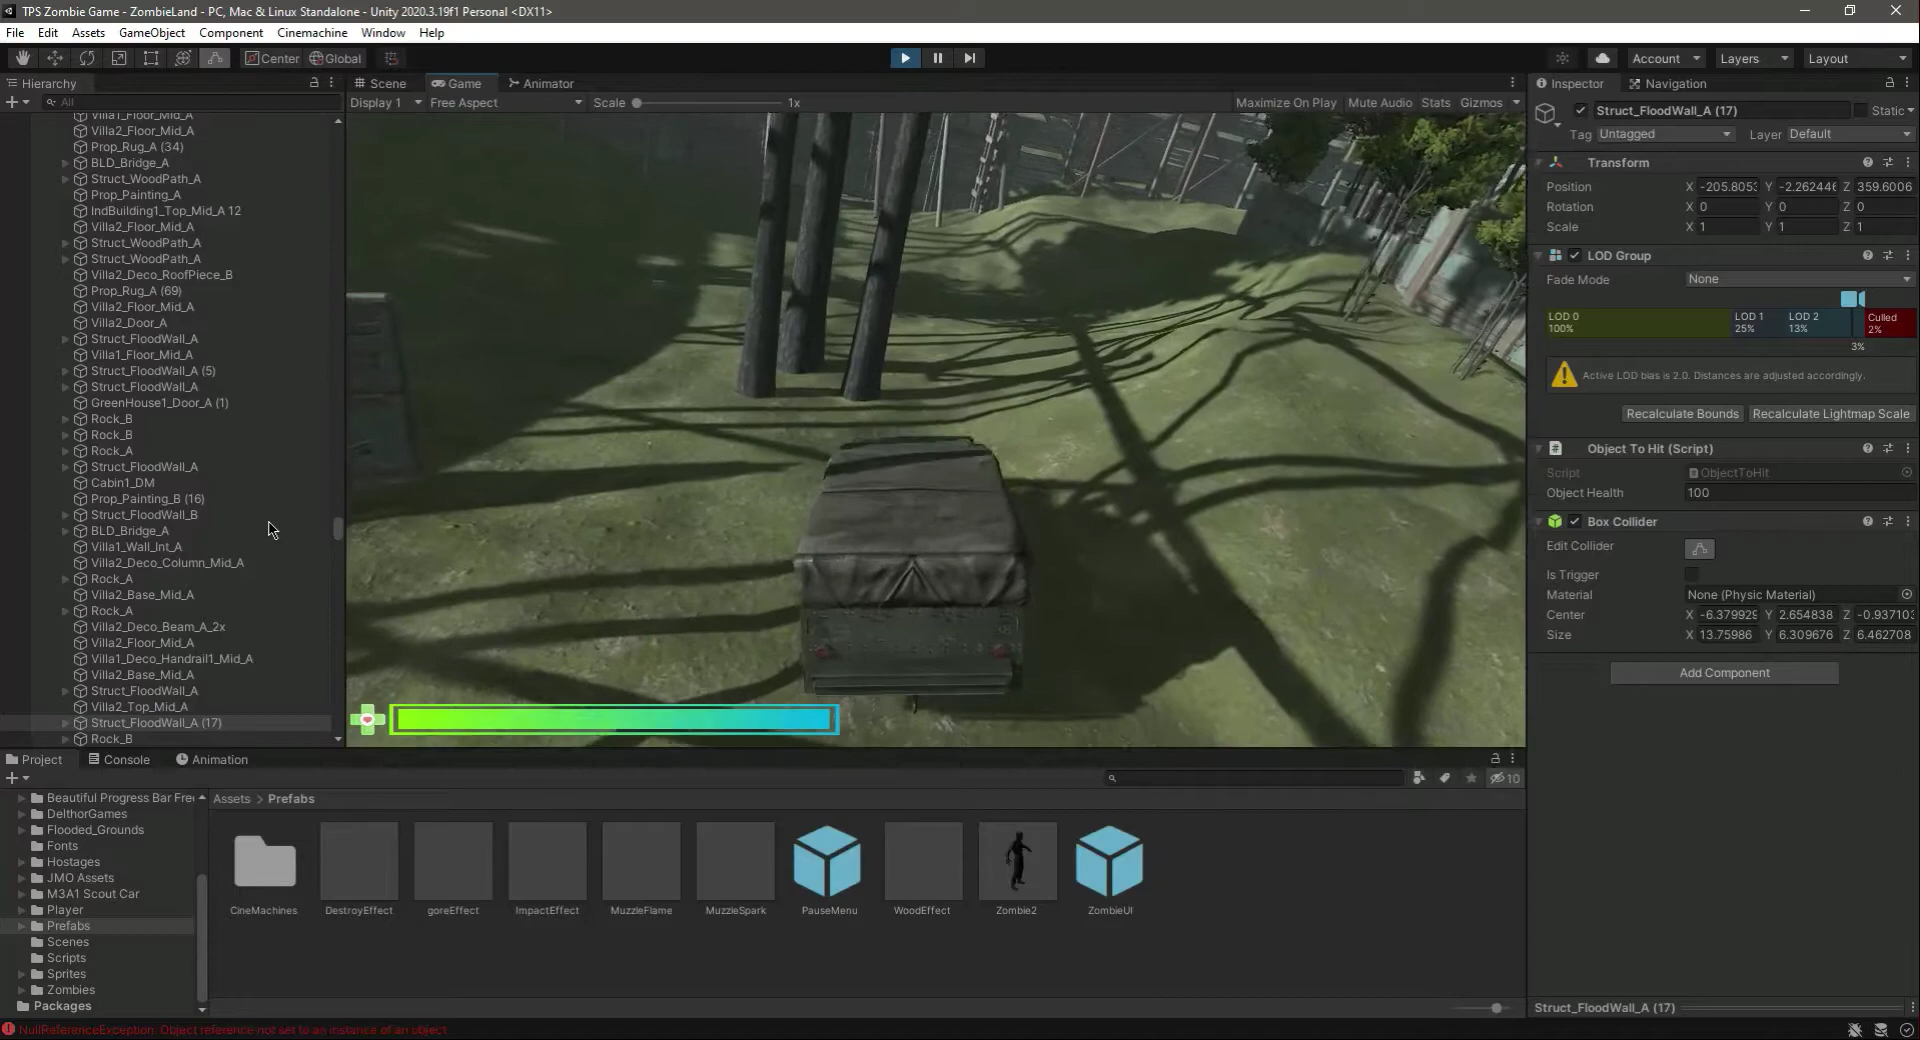 TPS Zombie Game - ZombieLand - PC, Mac & Linux Standalone - Unity 2020.3.19f1 Personal <DX11>
File Edit Assets GameObject Component Cinemachine Window Help
Center Global Account Layers Layout
Hierarchy Scene Game Animator Inspector Navigation
All
Display 1 Free Aspect Scale 1x Maximize On Play Mute Audio Stats Gizmos
Villa1_Floor_Mid_A
Villa2_Floor_Mid_A
Prop_Rug_A (34)
BLD_Bridge_A
Struct_WoodPath_A
Prop_Painting_A
IndBuilding1_Top_Mid_A 12
Villa2_Floor_Mid_A
Struct_WoodPath_A
Struct_WoodPath_A
Villa2_Deco_RoofPiece_B
Prop_Rug_A (69)
Villa2_Floor_Mid_A
Villa2_Door_A
Struct_FloodWall_A
Villa1_Floor_Mid_A
Struct_FloodWall_A (5)
Struct_FloodWall_A
GreenHouse1_Door_A (1)
Rock_B
Rock_B
Rock_A
Struct_FloodWall_A
Cabin1_DM
Prop_Painting_B (16)
Struct_FloodWall_B
BLD_Bridge_A
Villa1_Wall_Int_A
Villa2_Deco_Column_Mid_A
Rock_A
Villa2_Base_Mid_A
Rock_A
Villa2_Deco_Beam_A_2x
Villa2_Floor_Mid_A
Villa1_Deco_Handrail1_Mid_A
Villa2_Base_Mid_A
Struct_FloodWall_A
Villa2_Top_Mid_A
Struct_FloodWall_A (17)
Rock_B
Struct_FloodWall_A (17) Static
Tag Untagged Layer Default
Transform
Position X -205.8053 Y -2.262446 Z 359.6006
Rotation X 0 Y 0 Z 0
Scale X 1 Y 1 Z 1
LOD Group
Fade Mode None
LOD 0 LOD 1 LOD 2 Culled
100% 25% 13% 2%
3%
Active LOD bias is 2.0. Distances are adjusted accordingly.
Recalculate Bounds Recalculate Lightmap Scale
Object To Hit (Script)
Script ObjectToHit
Object Health 100
Box Collider
Edit Collider
Is Trigger
Material None (Physic Material)
Center X -6.379929 Y 2.654838 Z -0.937103
Size X 13.75986 Y 6.309676 Z 6.462708
Add Component
Struct_FloodWall_A (17)
Project Console Animation
10
Beautiful Progress Bar Free
DelthorGames
Flooded_Grounds
Fonts
Hostages
JMO Assets
M3A1 Scout Car
Player
Prefabs
Scenes
Scripts
Sprites
Zombies
Packages
Assets > Prefabs
CineMachines DestroyEffect goreEffect ImpactEffect MuzzleFlame MuzzleSpark PauseMenu WoodEffect Zombie2 ZombieUI
NullReferenceException: Object reference not set to an instance of an object